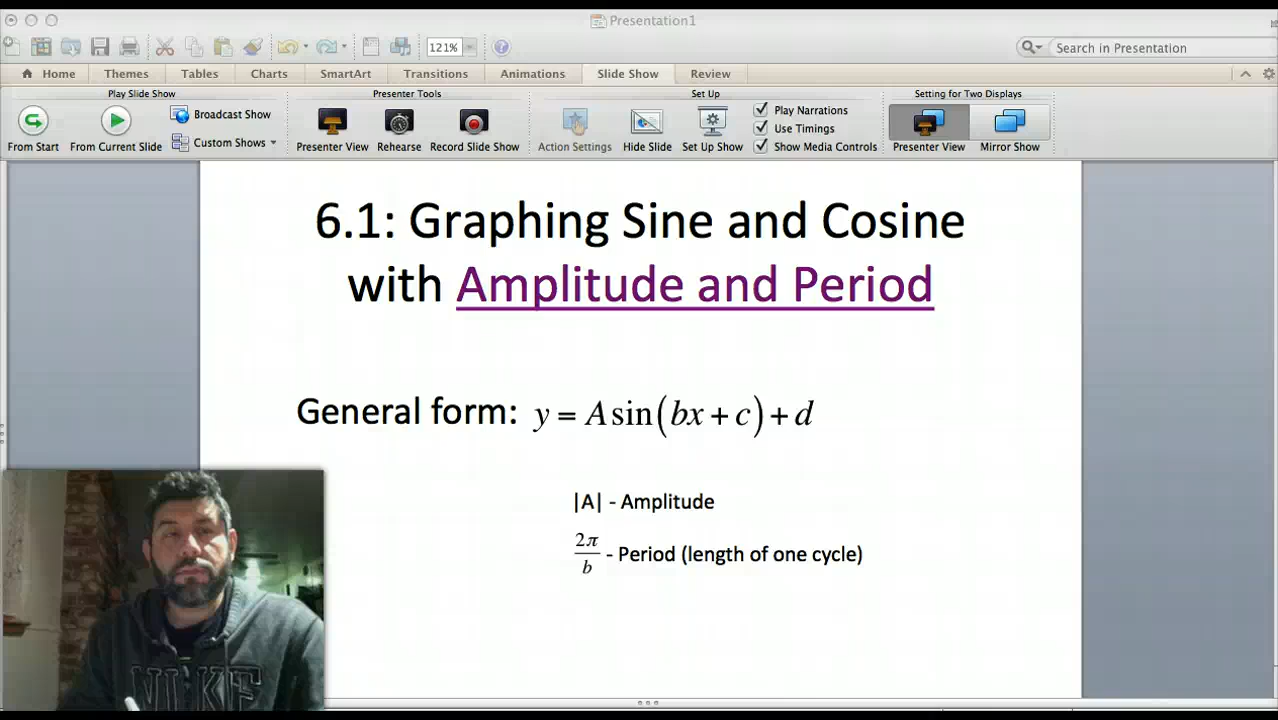 Presentation1
121%
Search in Presentation
Home Themes Tables Charts SmartArt Transitions Animations Slide Show Review
Play Slide Show Presenter Tools Set Up Setting for Two Displays
From Start From Current Slide Broadcast Show Custom Shows
Presenter View Rehearse Record Slide Show
Action Settings Hide Slide Set Up Show
Play Narrations
Use Timings
Show Media Controls
Presenter View Mirror Show
6.1: Graphing Sine and Cosine
with Amplitude and Period
General form: y = A sin(bx + c) + d
|A| - Amplitude
2π/b - Period (length of one cycle)
NIKE